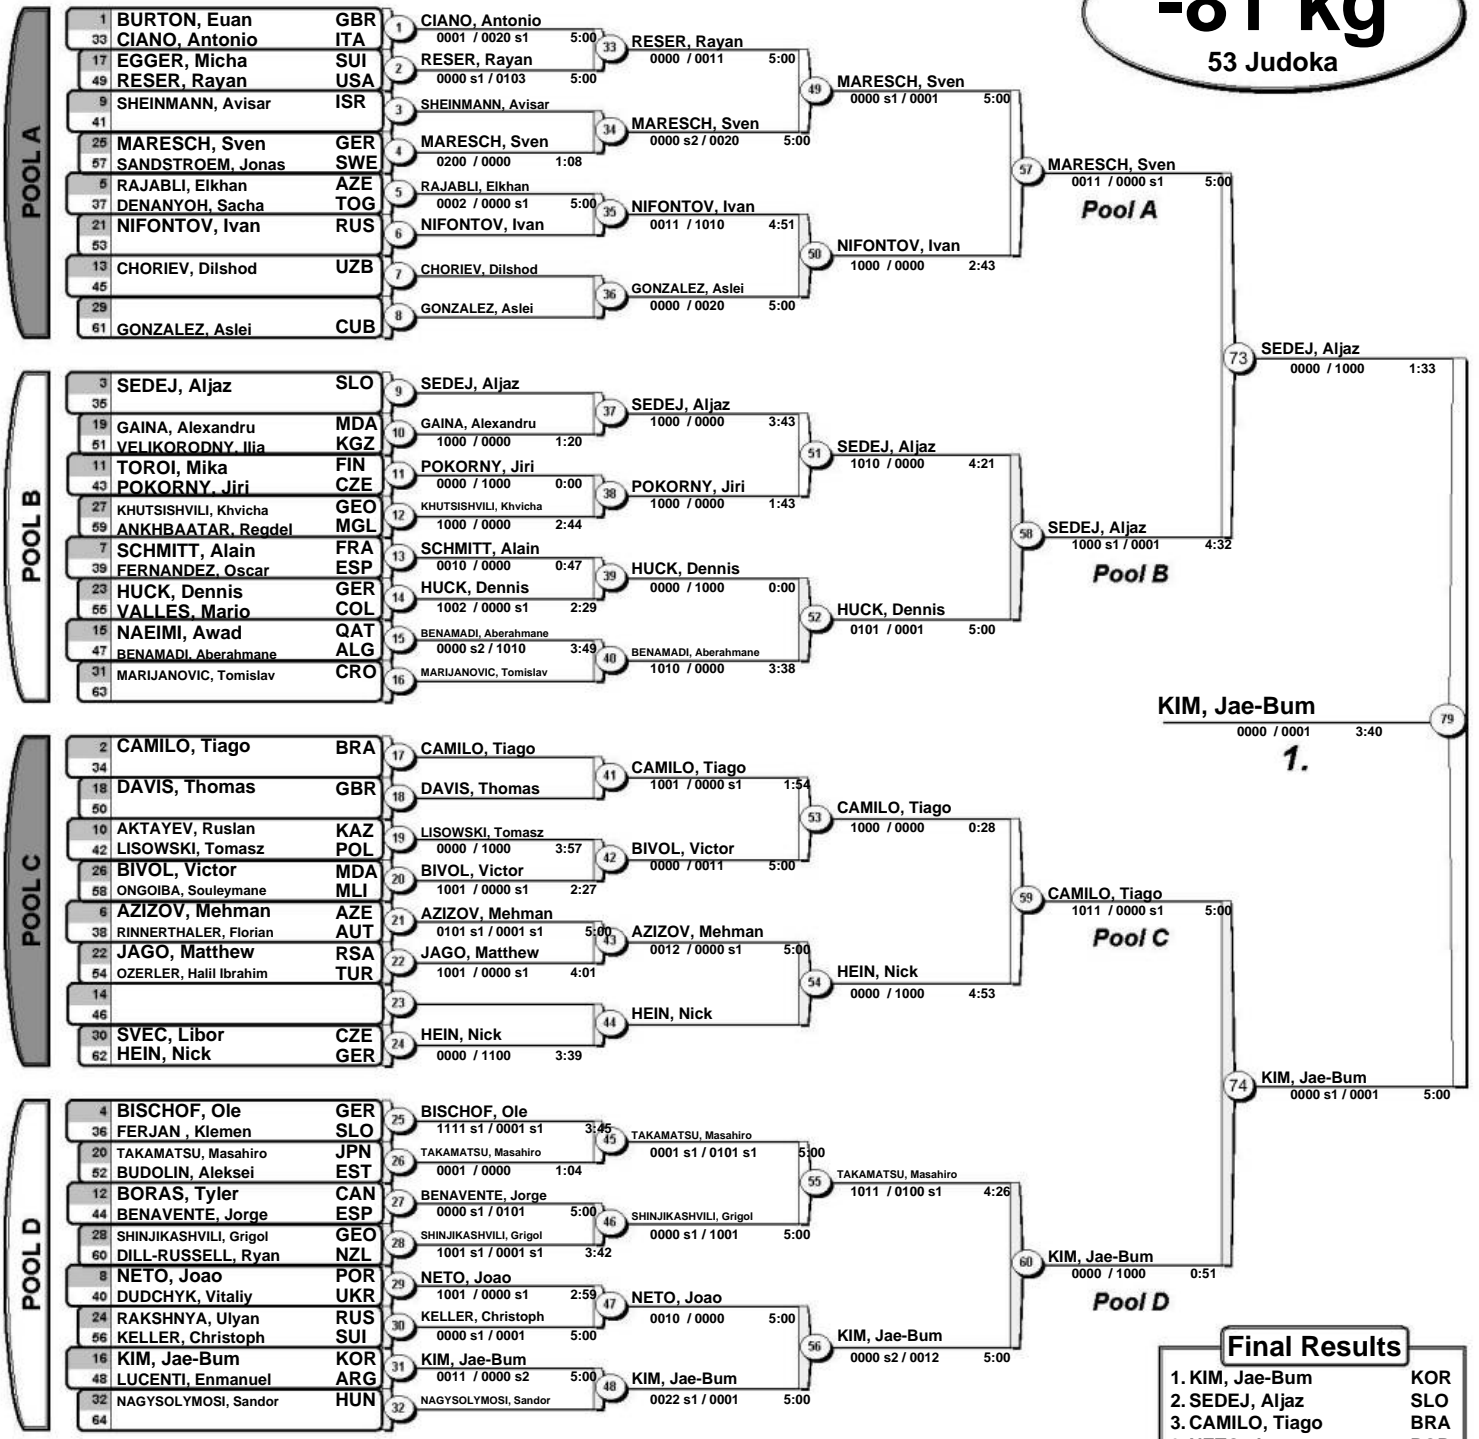 -81 kg
53 Judoka
POOL A
1 BURTON, Euan GBR
33 CIANO, Antonio ITA
17 EGGER, Micha SUI
49 RESER, Rayan USA
9 SHEINMANN, Avisar ISR
41
25 MARESCH, Sven GER
57 SANDSTROEM, Jonas SWE
5 RAJABLI, Elkhan AZE
37 DENANYOH, Sacha TOG
21 NIFONTOV, Ivan RUS
53
13 CHORIEV, Dilshod UZB
45
29
61 GONZALEZ, Aslei CUB
1 CIANO, Antonio
0001 / 0020 s1 5:00
2 RESER, Rayan
0000 s1 / 0103 5:00
3 SHEINMANN, Avisar
4 MARESCH, Sven
0200 / 0000 1:08
5 RAJABLI, Elkhan
0002 / 0000 s1 5:00
6 NIFONTOV, Ivan
7 CHORIEV, Dilshod
8 GONZALEZ, Aslei
33 RESER, Rayan
0000 / 0011 5:00
34 MARESCH, Sven
0000 s2 / 0020 5:00
35 NIFONTOV, Ivan
0011 / 1010 4:51
36 GONZALEZ, Aslei
0000 / 0020 5:00
49 MARESCH, Sven
0000 s1 / 0001 5:00
50 NIFONTOV, Ivan
1000 / 0000 2:43
57 MARESCH, Sven
0011 / 0000 s1 5:00
Pool A
POOL B
3 SEDEJ, Aljaz SLO
35
19 GAINA, Alexandru MDA
51 VELIKORODNY, Ilia KGZ
11 TOROI, Mika FIN
43 POKORNY, Jiri CZE
27 KHUTSISHVILI, Khvicha GEO
59 ANKHBAATAR, Regdel MGL
7 SCHMITT, Alain FRA
39 FERNANDEZ, Oscar ESP
23 HUCK, Dennis GER
55 VALLES, Mario COL
15 NAEIMI, Awad QAT
47 BENAMADI, Aberahmane ALG
31 MARIJANOVIC, Tomislav CRO
63
9 SEDEJ, Aljaz
10 GAINA, Alexandru
1000 / 0000 1:20
11 POKORNY, Jiri
0000 / 1000 0:00
12 KHUTSISHVILI, Khvicha
1000 / 0000 2:44
13 SCHMITT, Alain
0010 / 0000 0:47
14 HUCK, Dennis
1002 / 0000 s1 2:29
15 BENAMADI, Aberahmane
0000 s2 / 1010 3:49
16 MARIJANOVIC, Tomislav
37 SEDEJ, Aljaz
1000 / 0000 3:43
38 POKORNY, Jiri
1000 / 0000 1:43
39 HUCK, Dennis
0000 / 1000 0:00
40 BENAMADI, Aberahmane
1010 / 0000 3:38
51 SEDEJ, Aljaz
1010 / 0000 4:21
52 HUCK, Dennis
0101 / 0001 5:00
58 SEDEJ, Aljaz
1000 s1 / 0001 4:32
Pool B
73 SEDEJ, Aljaz
0000 / 1000 1:33
KIM, Jae-Bum 79
0000 / 0001 3:40
1.
POOL C
2 CAMILO, Tiago BRA
34
18 DAVIS, Thomas GBR
50
10 AKTAYEV, Ruslan KAZ
42 LISOWSKI, Tomasz POL
26 BIVOL, Victor MDA
58 ONGOIBA, Souleymane MLI
6 AZIZOV, Mehman AZE
38 RINNERTHALER, Florian AUT
22 JAGO, Matthew RSA
54 OZERLER, Halil Ibrahim TUR
14
46
30 SVEC, Libor CZE
62 HEIN, Nick GER
17 CAMILO, Tiago
18 DAVIS, Thomas
19 LISOWSKI, Tomasz
0000 / 1000 3:57
20 BIVOL, Victor
1001 / 0000 s1 2:27
21 AZIZOV, Mehman
0101 s1 / 0001 s1 5:00
22 JAGO, Matthew
1001 / 0000 s1 4:01
23
24 HEIN, Nick
0000 / 1100 3:39
41 CAMILO, Tiago
1001 / 0000 s1 1:54
42 BIVOL, Victor
0000 / 0011 5:00
43 AZIZOV, Mehman
0012 / 0000 s1 5:00
44 HEIN, Nick
53 CAMILO, Tiago
1000 / 0000 0:28
54 HEIN, Nick
0000 / 1000 4:53
59 CAMILO, Tiago
1011 / 0000 s1 5:00
Pool C
POOL D
4 BISCHOF, Ole GER
36 FERJAN , Klemen SLO
20 TAKAMATSU, Masahiro JPN
52 BUDOLIN, Aleksei EST
12 BORAS, Tyler CAN
44 BENAVENTE, Jorge ESP
28 SHINJIKASHVILI, Grigol GEO
60 DILL-RUSSELL, Ryan NZL
8 NETO, Joao POR
40 DUDCHYK, Vitaliy UKR
24 RAKSHNYA, Ulyan RUS
56 KELLER, Christoph SUI
16 KIM, Jae-Bum KOR
48 LUCENTI, Enmanuel ARG
32 NAGYSOLYMOSI, Sandor HUN
64
25 BISCHOF, Ole
1111 s1 / 0001 s1 3:45
26 TAKAMATSU, Masahiro
0001 / 0000 1:04
27 BENAVENTE, Jorge
0000 s1 / 0101 5:00
28 SHINJIKASHVILI, Grigol
1001 s1 / 0001 s1 3:42
29 NETO, Joao
1001 / 0000 s1 2:59
30 KELLER, Christoph
0000 s1 / 0001 5:00
31 KIM, Jae-Bum
0011 / 0000 s2 5:00
32 NAGYSOLYMOSI, Sandor
45 TAKAMATSU, Masahiro
0001 s1 / 0101 s1 5:00
46 SHINJIKASHVILI, Grigol
0000 s1 / 1001 5:00
47 NETO, Joao
0010 / 0000 5:00
48 KIM, Jae-Bum
0022 s1 / 0001 5:00
55 TAKAMATSU, Masahiro
1011 / 0100 s1 4:26
56 KIM, Jae-Bum
0000 s2 / 0012 5:00
60 KIM, Jae-Bum
0000 / 1000 0:51
Pool D
74 KIM, Jae-Bum
0000 s1 / 0001 5:00
Final Results
1. KIM, Jae-Bum KOR
2. SEDEJ, Aljaz SLO
3. CAMILO, Tiago BRA